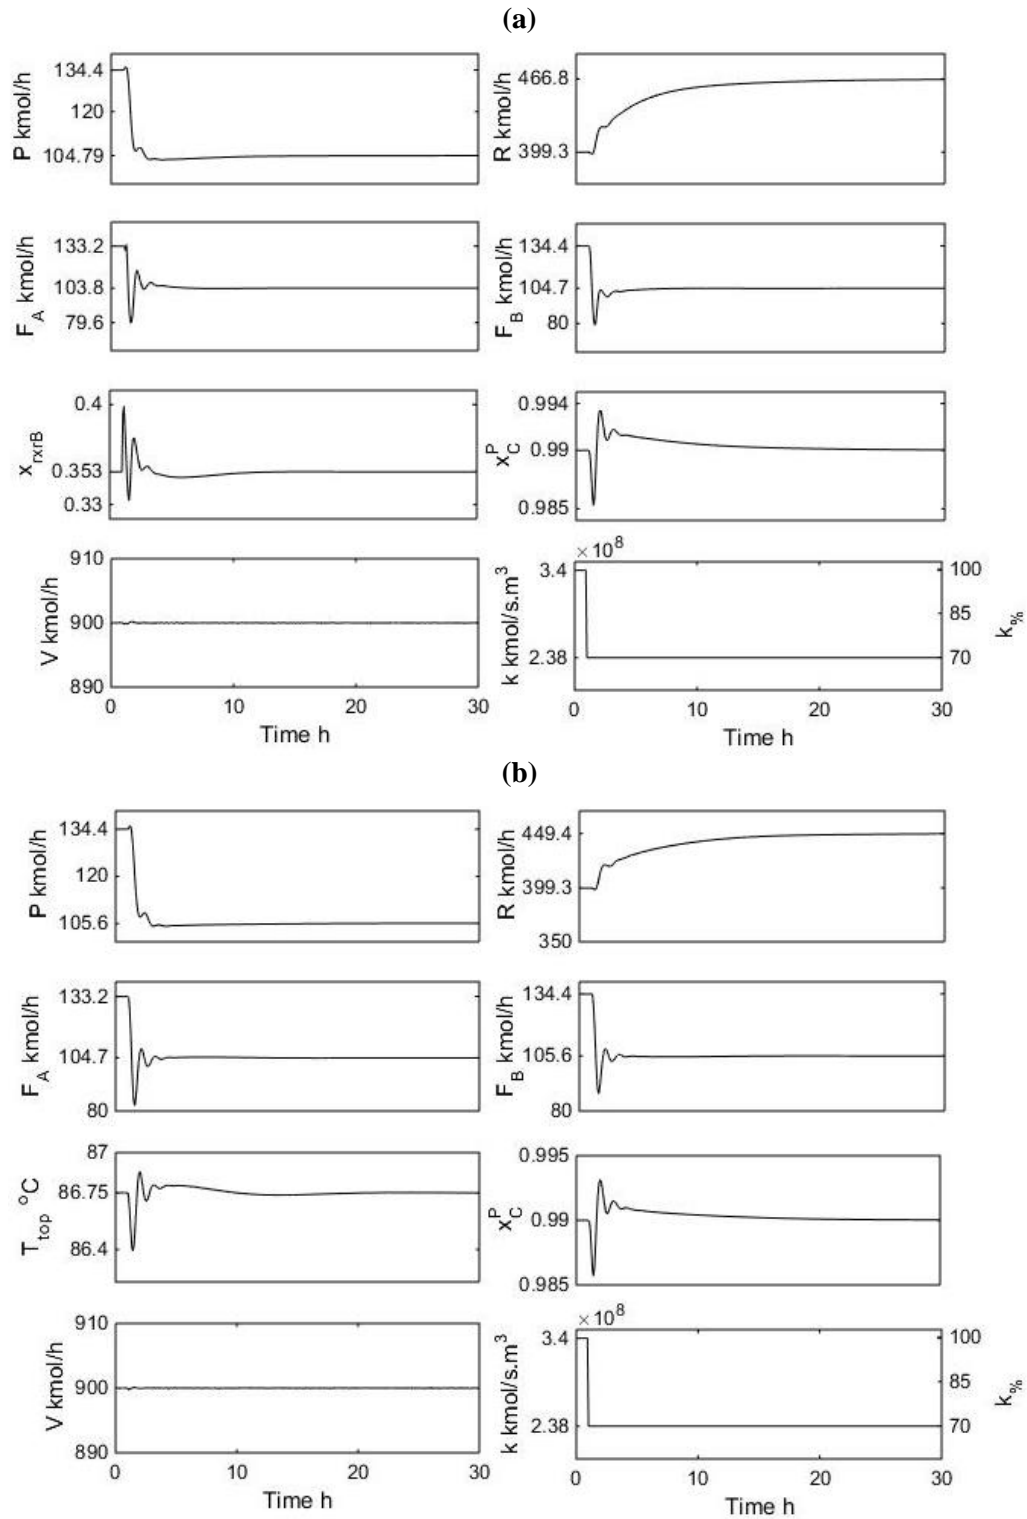 (a)
P kmol/h
134.4
120
104.79
R kmol/h
466.8
399.3
F_A kmol/h
133.2
103.8
79.6
F_B kmol/h
134.4
104.7
80
x_rxrB
0.4
0.353
0.33
x_C^P
0.994
0.99
0.985
V kmol/h
910
900
890
0
10
20
30
Time h
k kmol/s.m^3
× 10^8
3.4
2.38
100
85
70
k_%
0
10
20
30
Time h
(b)
P kmol/h
134.4
120
105.6
R kmol/h
449.4
399.3
350
F_A kmol/h
133.2
104.7
80
F_B kmol/h
134.4
105.6
80
T_top °C
87
86.75
86.4
x_C^P
0.995
0.99
0.985
V kmol/h
910
900
890
0
10
20
30
Time h
k kmol/s.m^3
× 10^8
3.4
2.38
100
85
70
k_%
0
10
20
30
Time h